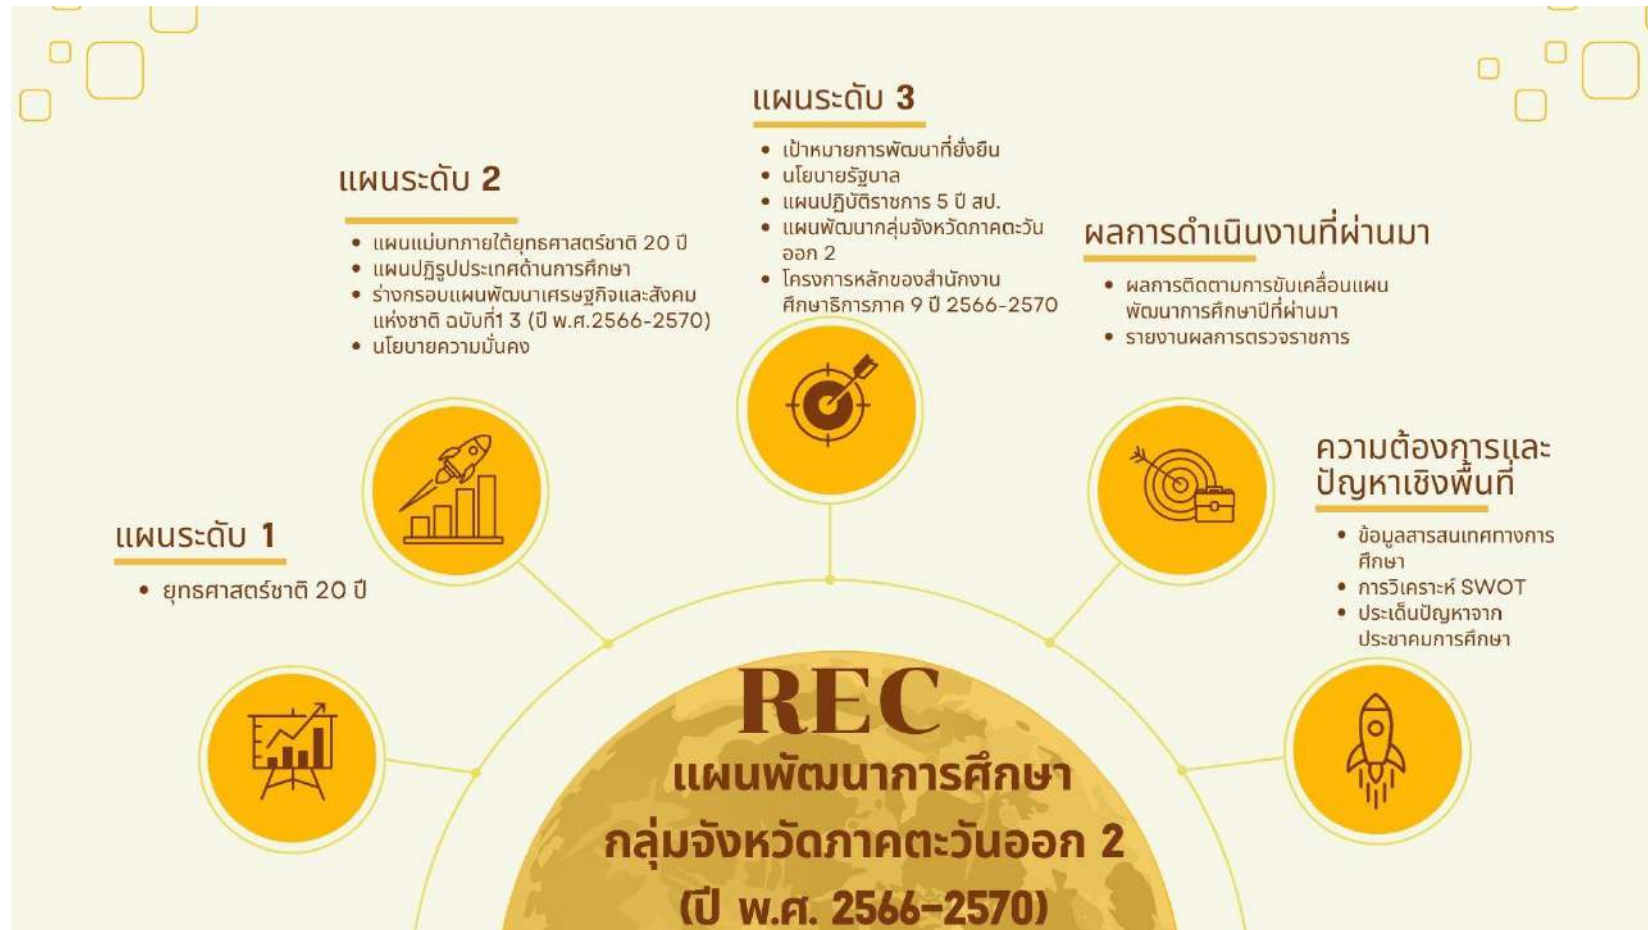 แผนระดับ 1
• ยุทธศาสตร์ชาติ 20 ปี
แผนระดับ 2
• แผนแม่บทภายใต้ยุทธศาสตร์ชาติ 20 ปี
• แผนปฏิรูปประเทศด้านการศึกษา
• ร่างกรอบแผนพัฒนาเศรษฐกิจและสังคม
แห่งชาติ ฉบับที่1 3 (ปี พ.ศ.2566-2570)
• นโยบายความมั่นคง
แผนระดับ 3
• เป้าหมายการพัฒนาที่ยั่งยืน
• นโยบายรัฐบาล
• แผนปฏิบัติราชการ 5 ปี สป.
• แผนพัฒนากลุ่มจังหวัดภาคตะวัน
ออก 2
• โครงการหลักของสำนักงาน
ศึกษาธิการภาค 9 ปี 2566-2570
ผลการดำเนินงานที่ผ่านมา
• ผลการติดตามการขับเคลื่อนแผน
พัฒนาการศึกษาปีที่ผ่านมา
• รายงานผลการตรวจราชการ
ความต้องการและ
ปัญหาเชิงพื้นที่
• ข้อมูลสารสนเทศทางการ
ศึกษา
• การวิเคราะห์ SWOT
• ประเด็นปัญหาจาก
ประชาคมการศึกษา
REC
แผนพัฒนาการศึกษา
กลุ่มจังหวัดภาคตะวันออก 2
(ปี พ.ศ. 2566-2570)